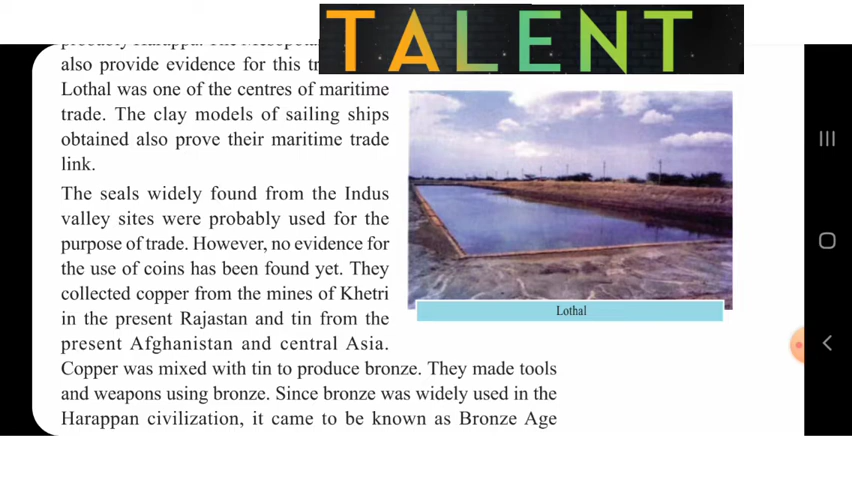 TALENT
probably Harappa. The Mesopota
also provide evidence for this tr
Lothal was one of the centres of maritime
trade. The clay models of sailing ships
obtained also prove their maritime trade
link.
The seals widely found from the Indus
valley sites were probably used for the
purpose of trade. However, no evidence for
the use of coins has been found yet. They
collected copper from the mines of Khetri
in the present Rajastan and tin from the
present Afghanistan and central Asia.
Copper was mixed with tin to produce bronze. They made tools
and weapons using bronze. Since bronze was widely used in the
Harappan civilization, it came to be known as Bronze Age
Lothal